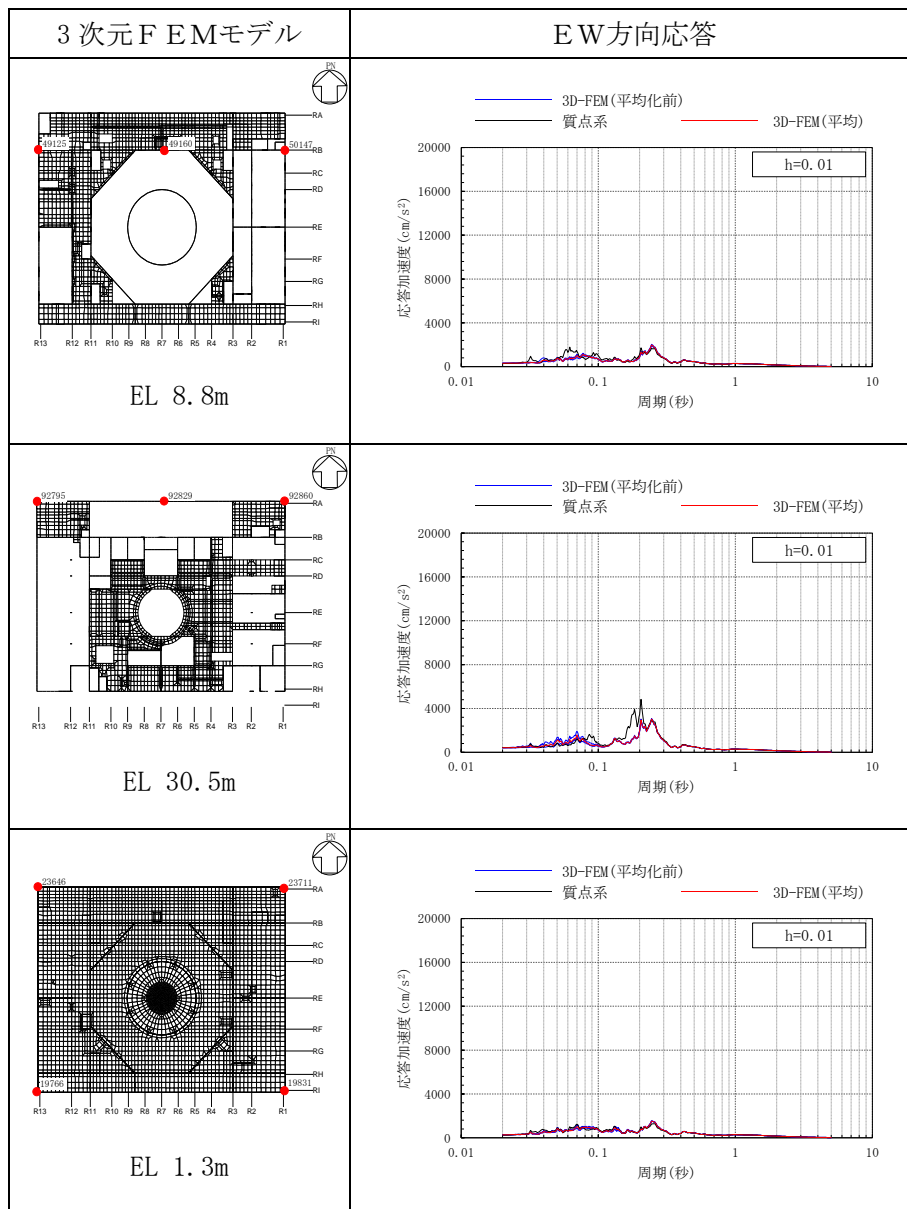 3次元FEMモデル
EW方向応答
PN
49125
49160
50147
RA
RB
RC
RD
RE
RF
RG
RH
RI
R13 R12 R11 R10 R9 R8 R7 R6 R5 R4 R3 R2 R1
EL 8.8m
3D-FEM(平均化前)
質点系 3D-FEM(平均)
h=0.01
応答加速度(cm/s²)
20000
16000
12000
8000
4000
0
0.01 0.1 1 10
周期(秒)
PN
92795
92829
92860
RA
RB
RC
RD
RE
RF
RG
RH
RI
R13 R12 R11 R10 R9 R8 R7 R6 R5 R4 R3 R2 R1
EL 30.5m
3D-FEM(平均化前)
質点系 3D-FEM(平均)
h=0.01
応答加速度(cm/s²)
20000
16000
12000
8000
4000
0
0.01 0.1 1 10
周期(秒)
PN
23646
23711
RA
RB
RC
RD
RE
RF
RG
RH
RI
19766
19831
R13 R12 R11 R10 R9 R8 R7 R6 R5 R4 R3 R2 R1
EL 1.3m
3D-FEM(平均化前)
質点系 3D-FEM(平均)
h=0.01
応答加速度(cm/s²)
20000
16000
12000
8000
4000
0
0.01 0.1 1 10
周期(秒)